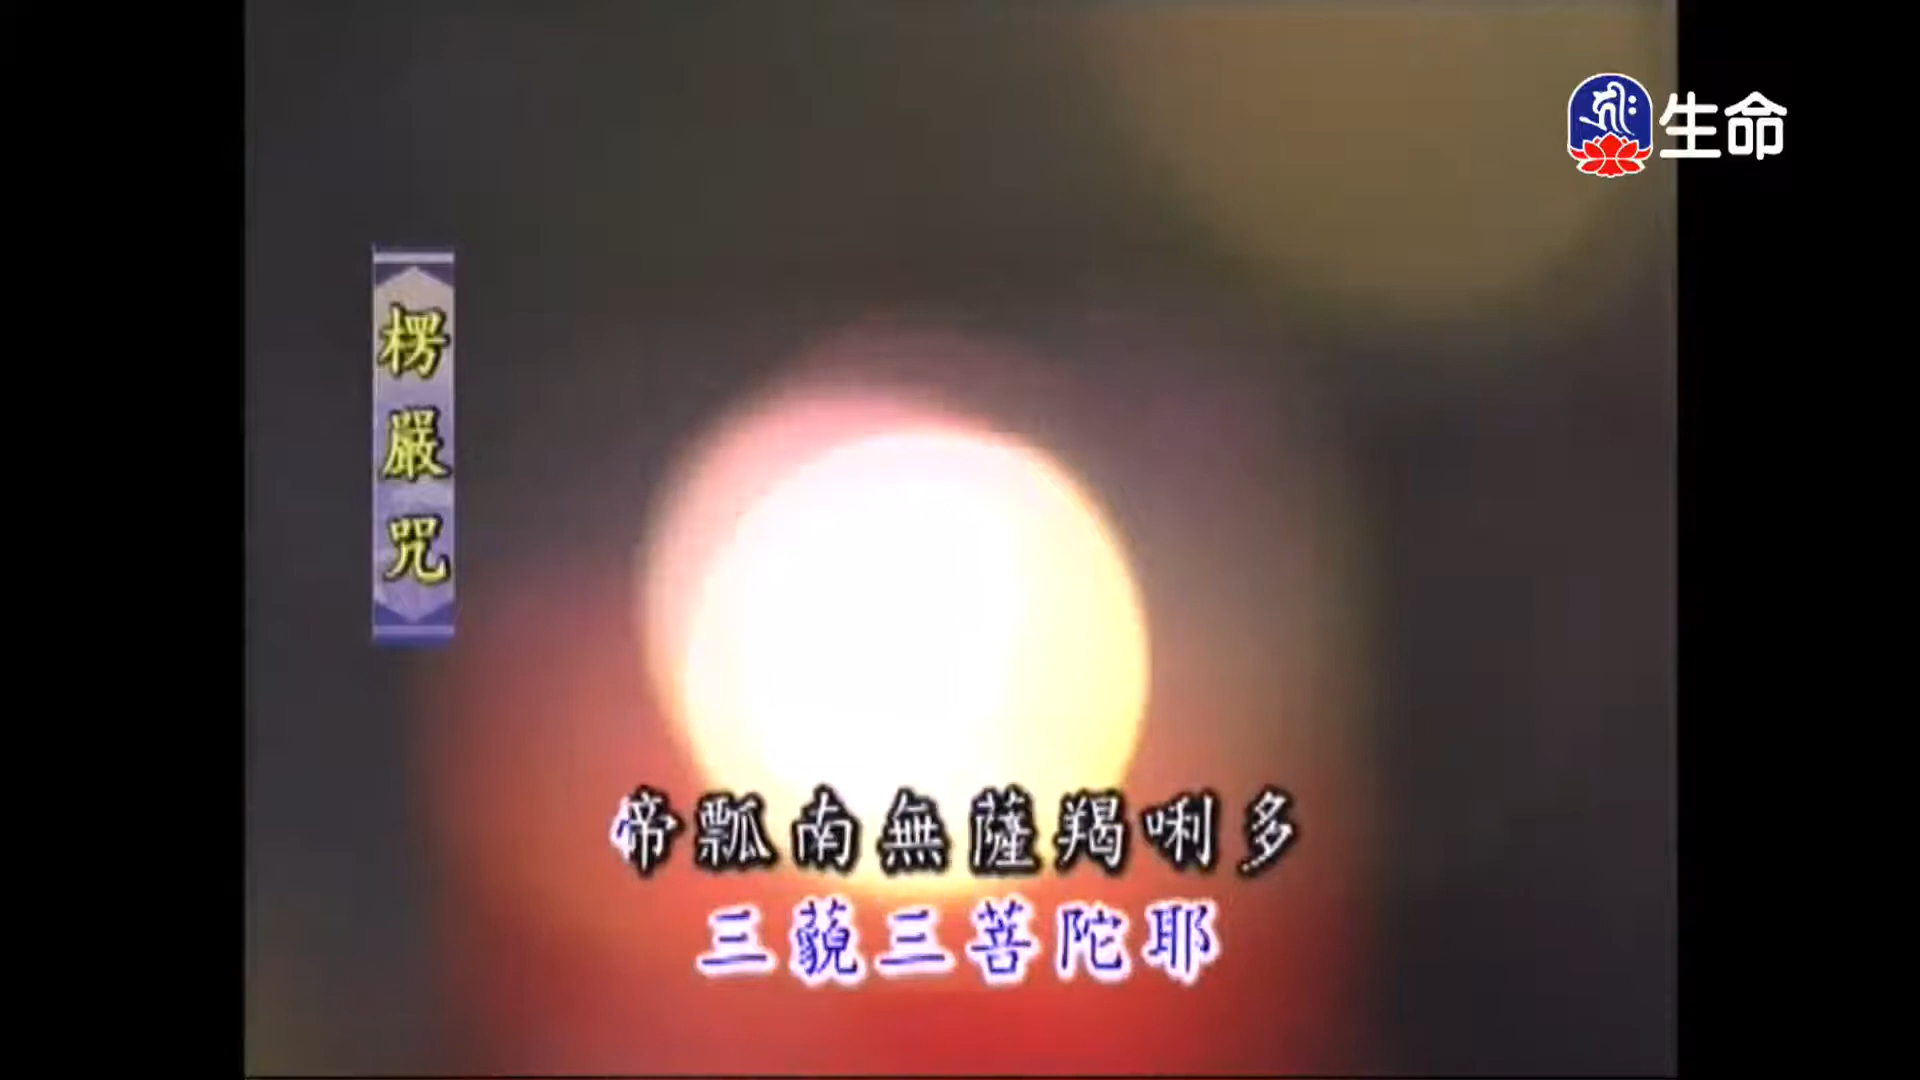 生命
楞嚴咒
帝瓢南無薩羯唎多
三藐三菩陀耶